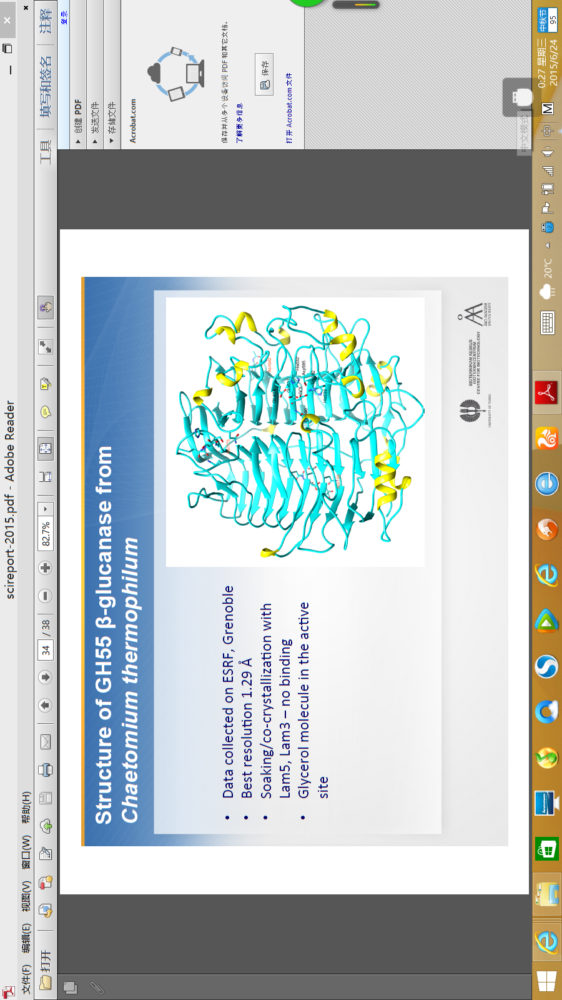 scireport-2015.pdf - Adobe Reader
文件(F) 编辑(E) 视图(V) 窗口(W) 帮助(H)
打开
34 / 38
82.7%
工具
填写和签名
注释
登录
创建 PDF
发送文件
存储文件
Acrobat.com
保存并从多个设备访问 PDF 和其它文档。
了解更多信息
保存
打开 Acrobat.com 文件
Structure of GH55 β-glucanase from
Chaetomium thermophilum
• Data collected on ESRF, Grenoble
• Best resolution 1.29 Å
• Soaking/co-crystallization with
Lam5, Lam3 – no binding
• Glycerol molecule in the active
site
Asn642
His632
Asp595
Glu631
GOL
His596
UNIVERSITY OF TURKU
BIOTEKNIIKAN KESKUS
BIOTEKNIKCENTRUM
CENTRE FOR BIOTECHNOLOGY
ÅBO AKADEMI
UNIVERSITY
中文模式
20℃
中
M
0:27 星期三
2015/6/24
中秋节
95